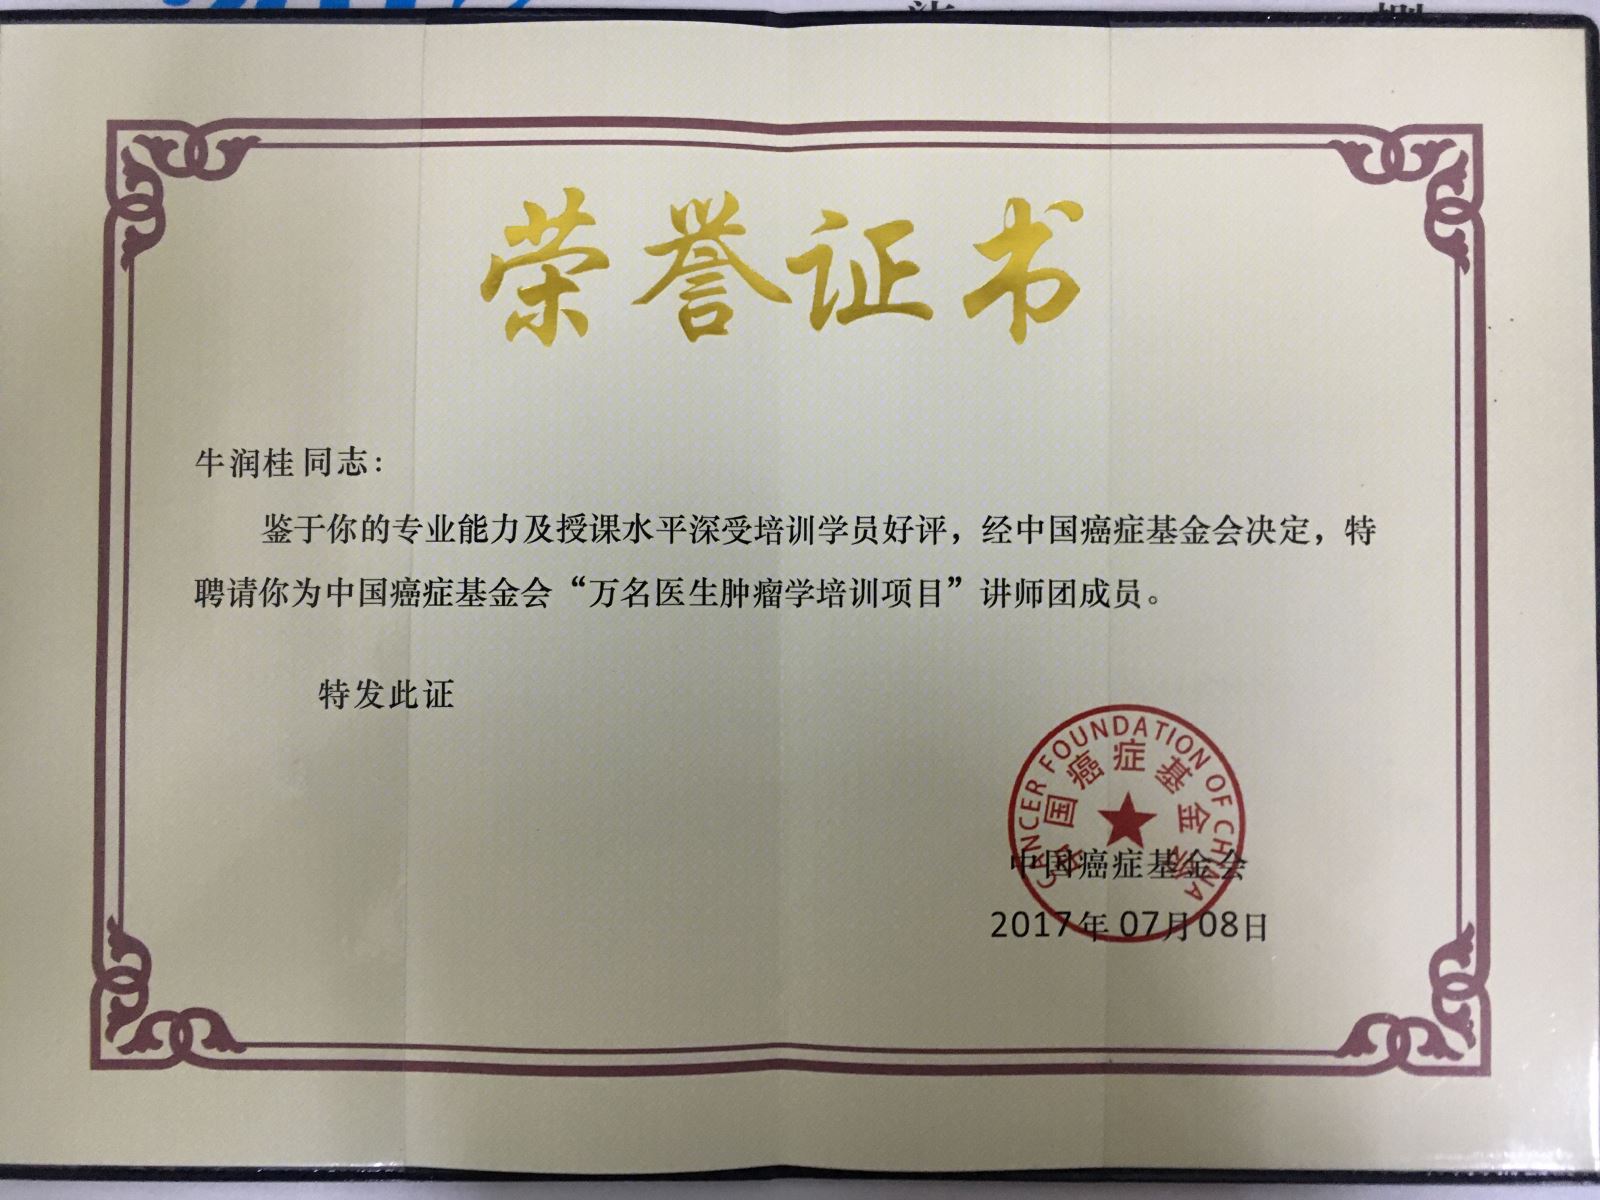 荣誉证书
牛润桂同志：
鉴于你的专业能力及授课水平深受培训学员好评，经中国癌症基金会决定，特
聘请你为中国癌症基金会“万名医生肿瘤学培训项目”讲师团成员。
特发此证
CANCER FOUNDATION OF CHINA
中国癌症基金会
中国癌症基金会
2017年07月08日